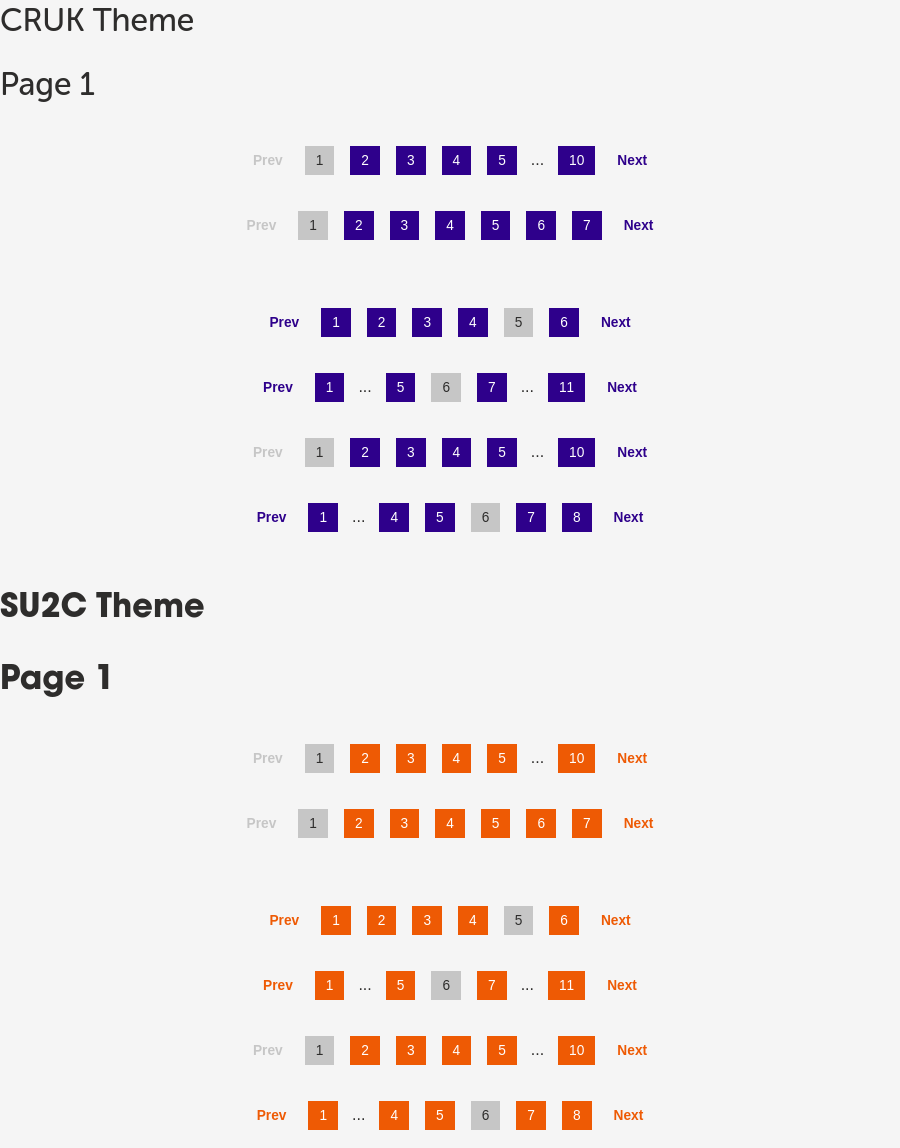 CRUK Theme
Page 1
Prev 1 2 3 4 5 ... 10 Next
Prev 1 2 3 4 5 6 7 Next
Prev 1 2 3 4 5 6 Next
Prev 1 ... 5 6 7 ... 11 Next
Prev 1 2 3 4 5 ... 10 Next
Prev 1 ... 4 5 6 7 8 Next
SU2C Theme
Page 1
Prev 1 2 3 4 5 ... 10 Next
Prev 1 2 3 4 5 6 7 Next
Prev 1 2 3 4 5 6 Next
Prev 1 ... 5 6 7 ... 11 Next
Prev 1 2 3 4 5 ... 10 Next
Prev 1 ... 4 5 6 7 8 Next